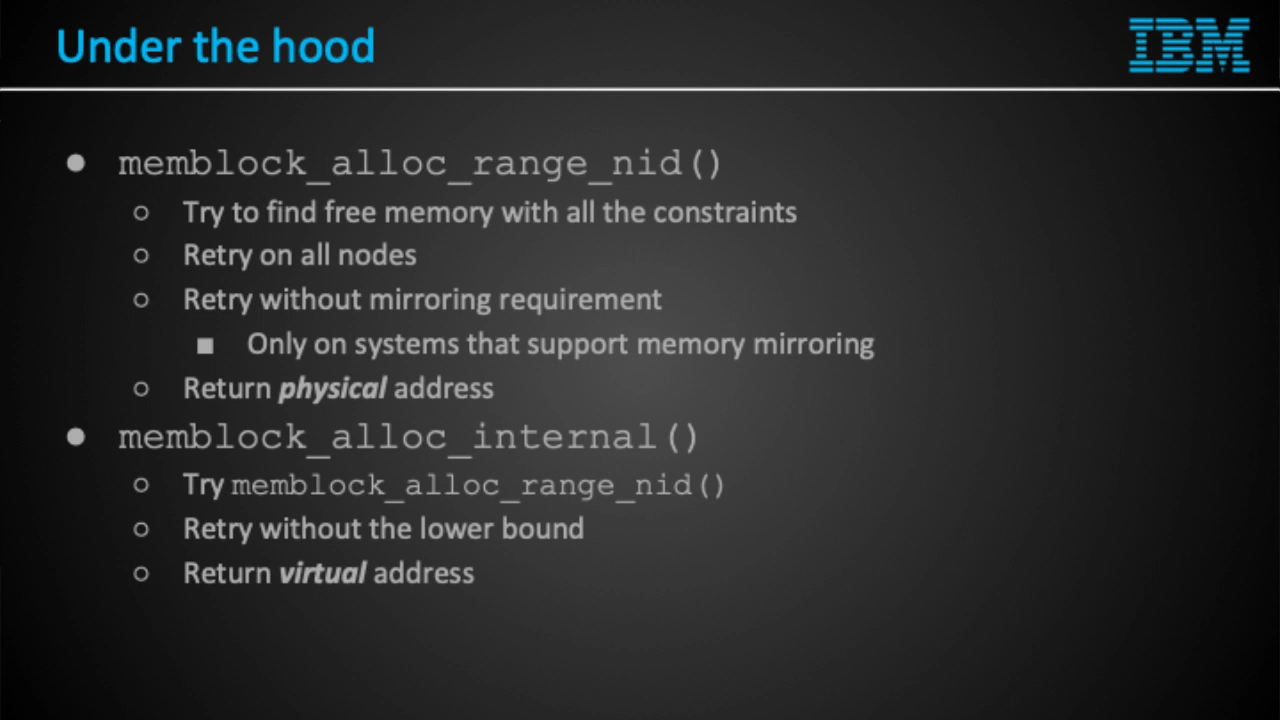 Under the hood
IBM
● memblock_alloc_range_nid()
○ Try to find free memory with all the constraints
○ Retry on all nodes
○ Retry without mirroring requirement
■ Only on systems that support memory mirroring
○ Return physical address
● memblock_alloc_internal()
○ Try memblock_alloc_range_nid()
○ Retry without the lower bound
○ Return virtual address